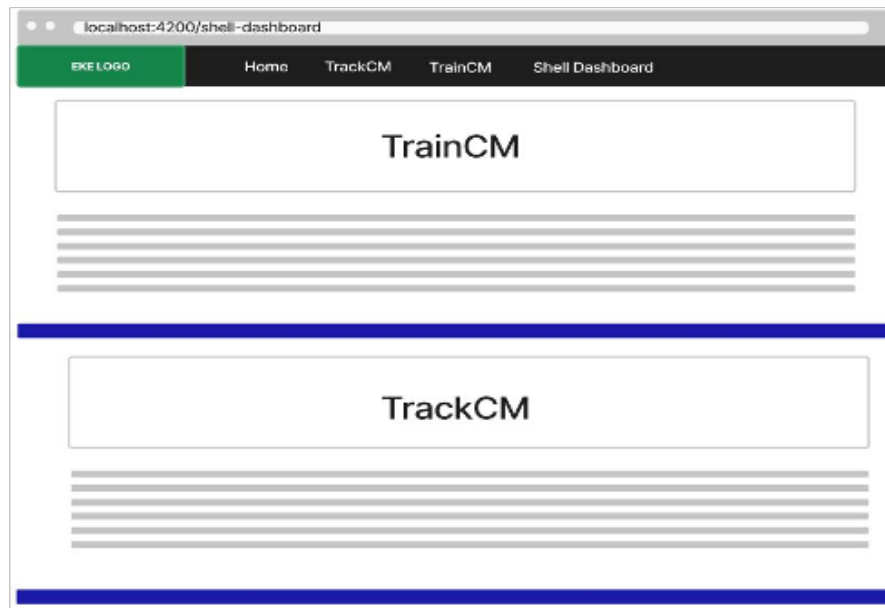 localhost:4200/shell-dashboard
EKE LOGO Home TrackCM TrainCM Shell Dashboard
TrainCM
TrackCM